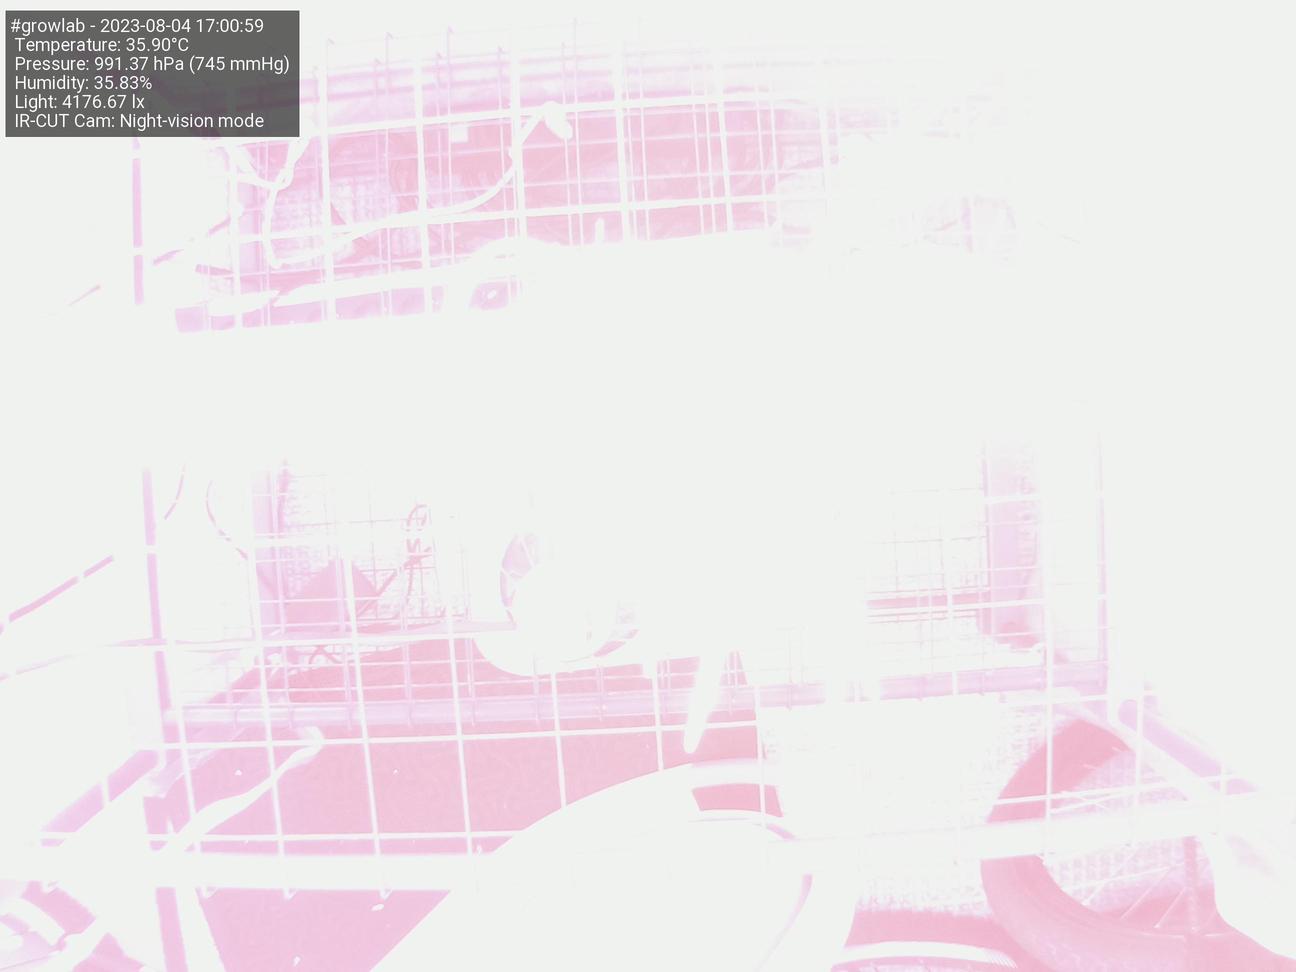 #growlab - 2023-08-04 17:00:59
Temperature: 35.90°C
Pressure: 991.37 hPa (745 mmHg)
Humidity: 35.83%
Light: 4176.67 lx
IR-CUT Cam: Night-vision mode